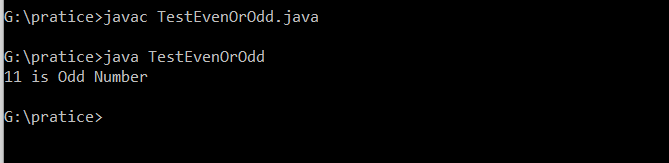 G:\pratice>javac TestEvenOrOdd.java
G:\pratice>java TestEvenOrOdd
11 is Odd Number
G:\pratice>